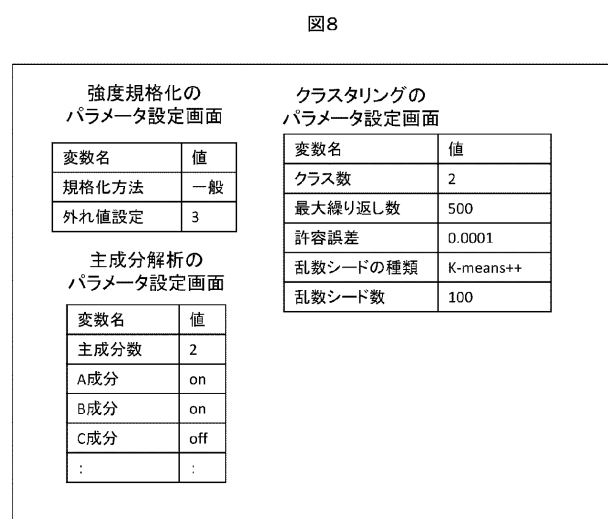 図8
強度規格化の
パラメータ設定画面
変数名 値
規格化方法 一般
外れ値設定 3
主成分解析の
パラメータ設定画面
変数名 値
主成分数 2
A成分 on
B成分 on
C成分 off
: :
クラスタリングの
パラメータ設定画面
変数名 値
クラス数 2
最大繰り返し数 500
許容誤差 0.0001
乱数シードの種類 K-means++
乱数シード数 100